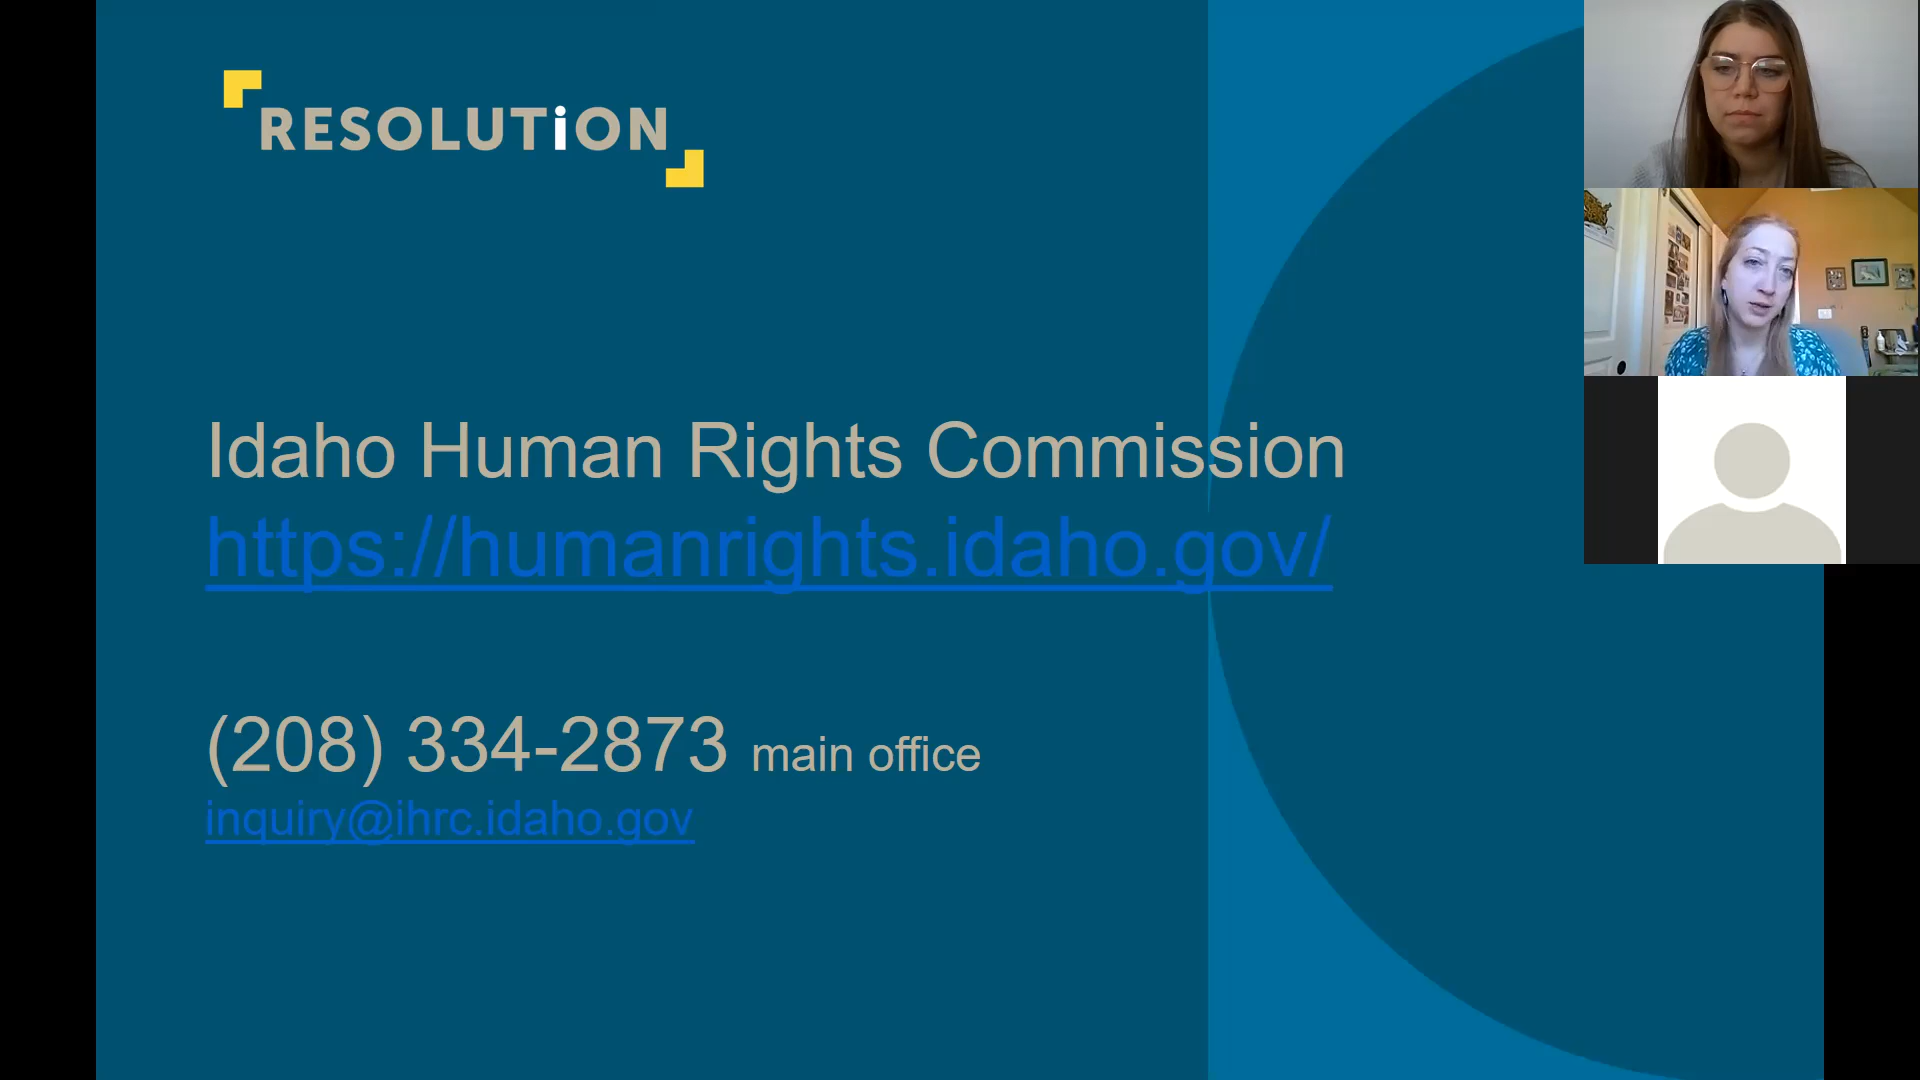 RESOLUTiON
Idaho Human Rights Commission
https://humanrights.idaho.gov/
(208) 334-2873 main office
inquiry@ihrc.idaho.gov